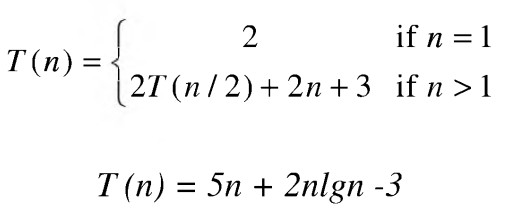 T(n) = { 2 if n = 1
2T(n/2) + 2n + 3 if n > 1
T(n) = 5n + 2nlgn -3